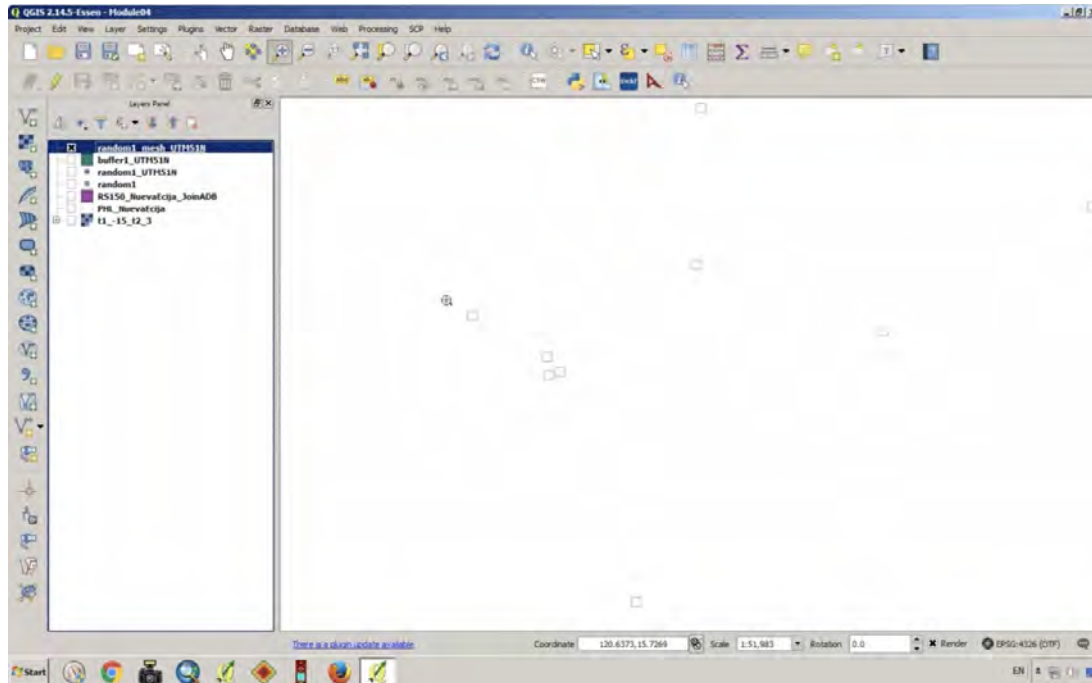 QGIS 2.14.5-Essen - Module04
Project Edit View Layer Settings Plugins Vector Raster Database Web Processing SCP Help
Layers Panel
random1_mesh_UTM51N
buffer1_UTM51N
random1_UTM51N
random1
RS150_NuevaEcija_JoinADB
PHL_NuevaEcija
t1_-15_t2_3
There is a plugin update available
Coordinate 120.6373,15.7269 Scale 1:51,983 Rotation 0.0 Render EPSG:4326 (OTF)
Start EN